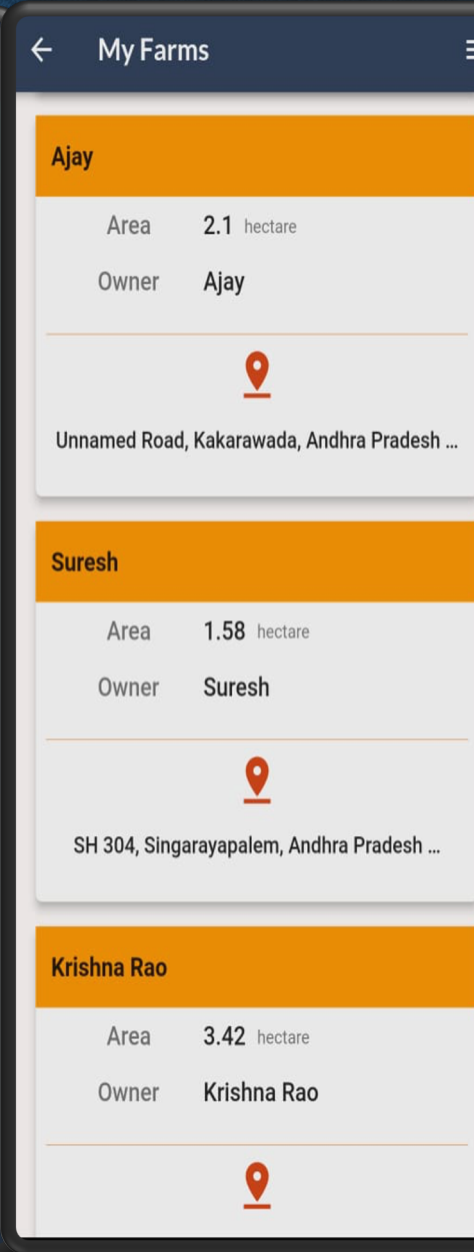 My Farms
Ajay
Area 2.1 hectare
Owner Ajay
Unnamed Road, Kakarawada, Andhra Pradesh ...
Suresh
Area 1.58 hectare
Owner Suresh
SH 304, Singarayapalem, Andhra Pradesh ...
Krishna Rao
Area 3.42 hectare
Owner Krishna Rao